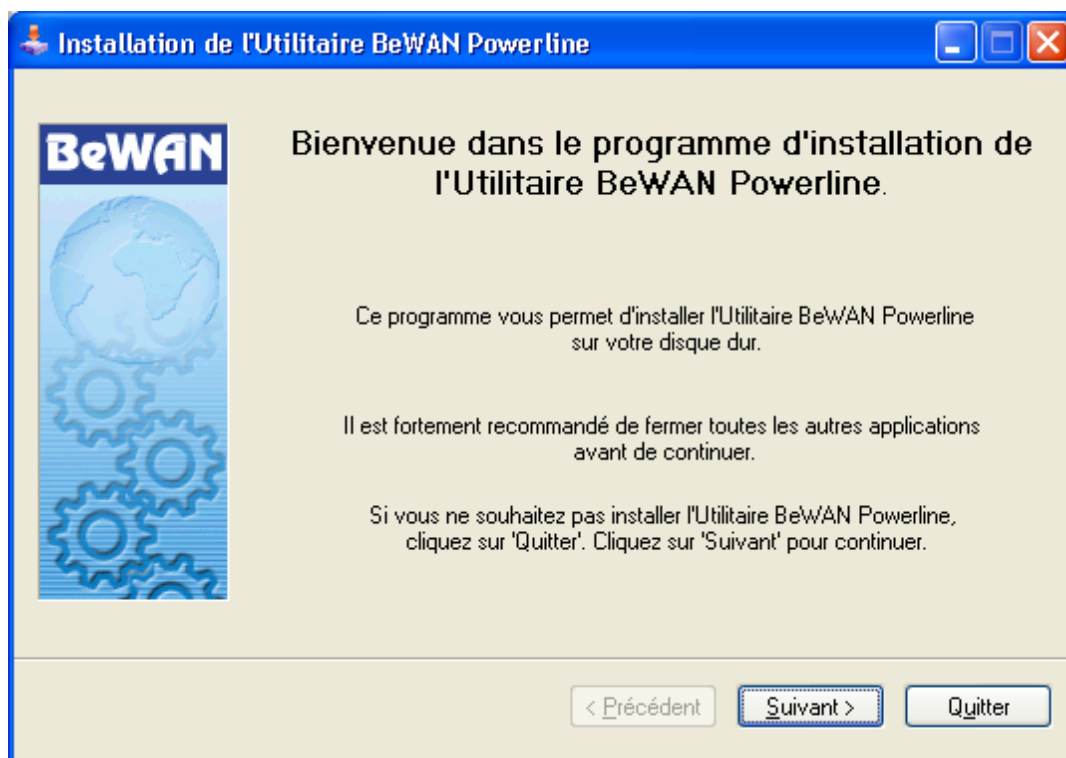 Installation de l'Utilitaire BeWAN Powerline
BeWAN
Bienvenue dans le programme d'installation de
l'Utilitaire BeWAN Powerline.
Ce programme vous permet d'installer l'Utilitaire BeWAN Powerline
sur votre disque dur.
Il est fortement recommandé de fermer toutes les autres applications
avant de continuer.
Si vous ne souhaitez pas installer l'Utilitaire BeWAN Powerline,
cliquez sur 'Quitter'. Cliquez sur 'Suivant' pour continuer.
< Précédent
Suivant >
Quitter